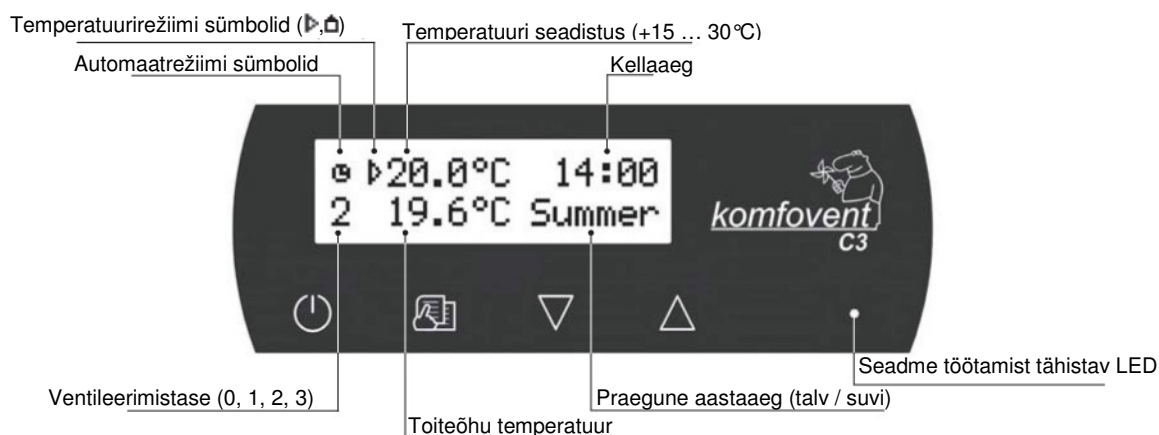 Temperatuurirežiimi sümbolid (▷,⌂)
Temperatuuri seadistus (+15 … 30°C)
Automaatrežiimi sümbolid
Kellaaeg
▷20.0°C 14:00
2 19.6°C Summer
komfovent
C3
Seadme töötamist tähistav LED
Ventileerimistase (0, 1, 2, 3)
Praegune aastaaeg (talv / suvi)
Toiteõhu temperatuur